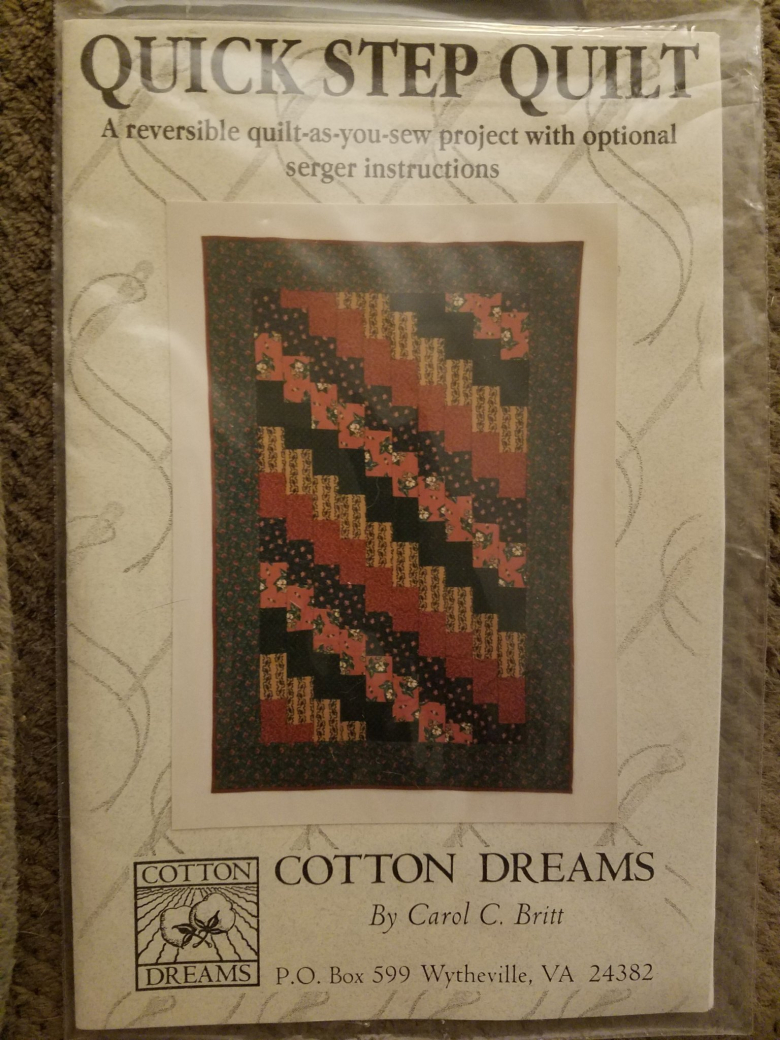 QUICK STEP QUILT
A reversible quilt-as-you-sew project with optional
serger instructions
COTTON
DREAMS
COTTON DREAMS
By Carol C. Britt
P.O. Box 599 Wytheville, VA 24382